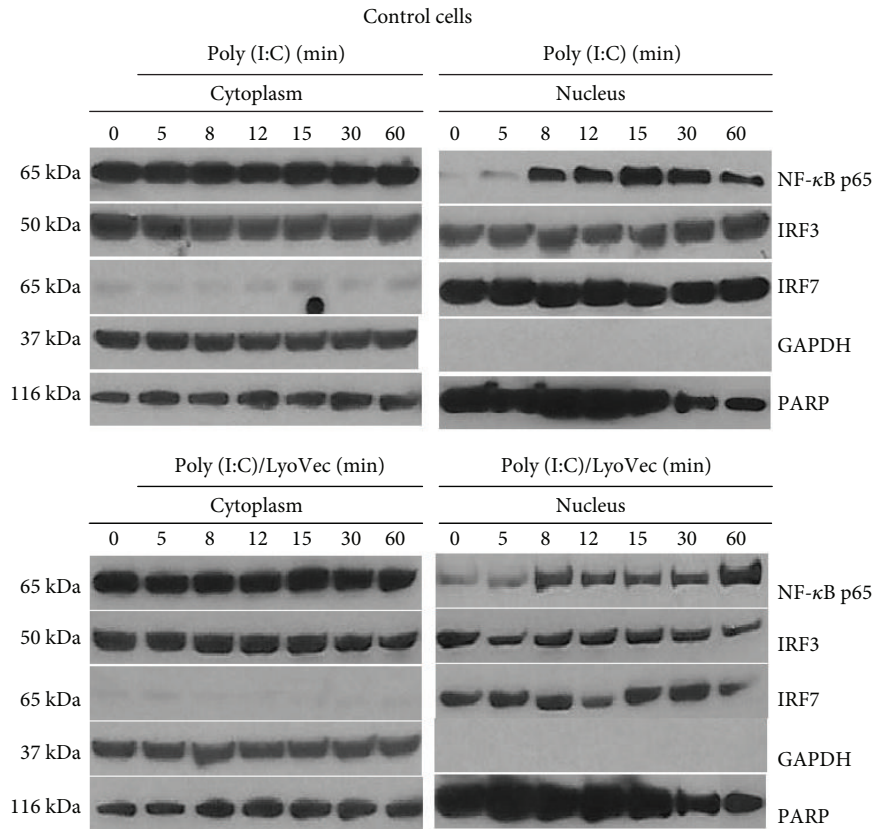 Control cells
Poly (I:C) (min)
Poly (I:C) (min)
Cytoplasm
Nucleus
0 5 8 12 15 30 60
0 5 8 12 15 30 60
65 kDa
NF-κB p65
50 kDa
IRF3
65 kDa
IRF7
37 kDa
GAPDH
116 kDa
PARP
Poly (I:C)/LyoVec (min)
Poly (I:C)/LyoVec (min)
Cytoplasm
Nucleus
0 5 8 12 15 30 60
0 5 8 12 15 30 60
65 kDa
NF-κB p65
50 kDa
IRF3
65 kDa
IRF7
37 kDa
GAPDH
116 kDa
PARP